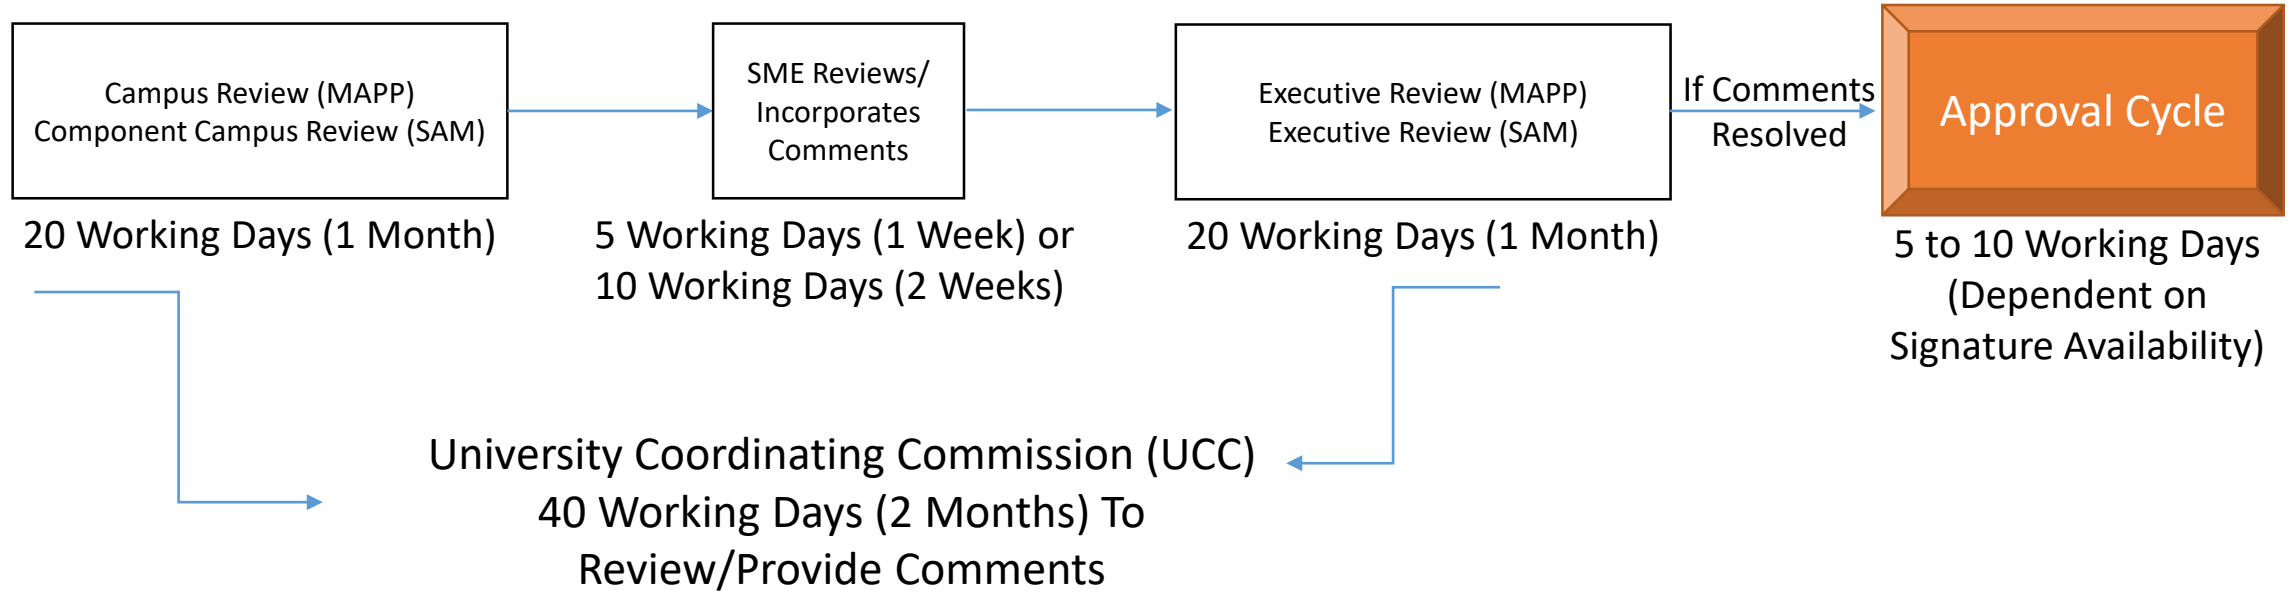 Campus Review (MAPP)
Component Campus Review (SAM)
20 Working Days (1 Month)
SME Reviews/
Incorporates
Comments
5 Working Days (1 Week) or
10 Working Days (2 Weeks)
Executive Review (MAPP)
Executive Review (SAM)
20 Working Days (1 Month)
If Comments
Resolved
Approval Cycle
5 to 10 Working Days
(Dependent on
Signature Availability)
University Coordinating Commission (UCC)
40 Working Days (2 Months) To
Review/Provide Comments